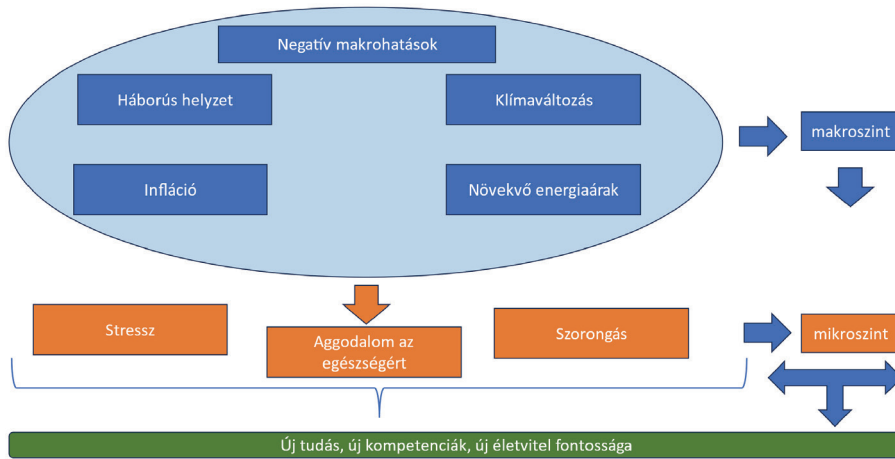 Negatív makrohatások
Háborús helyzet
Klímaváltozás
makroszint
Infláció
Növekvő energiaárak
Stressz
Aggodalom az
egészségért
Szorongás
mikroszint
Új tudás, új kompetenciák, új életvitel fontossága